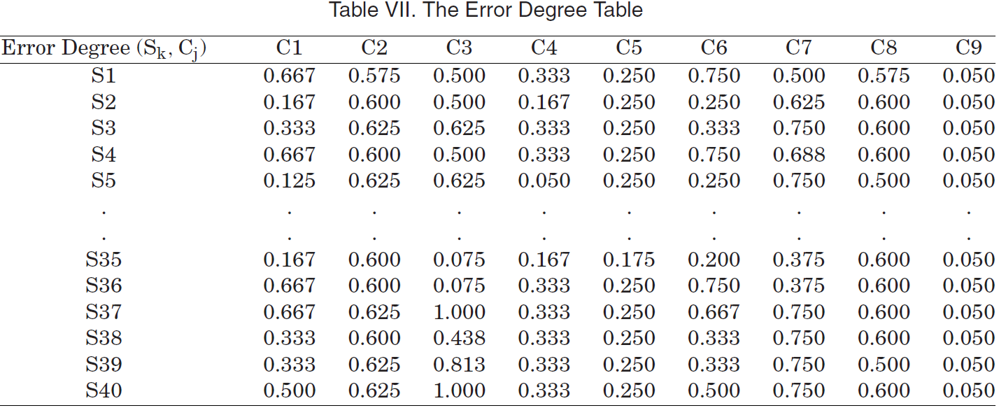 Table VII. The Error Degree Table
Error Degree (Sk, Cj) C1 C2 C3 C4 C5 C6 C7 C8 C9
S1 0.667 0.575 0.500 0.333 0.250 0.750 0.500 0.575 0.050
S2 0.167 0.600 0.500 0.167 0.250 0.250 0.625 0.600 0.050
S3 0.333 0.625 0.625 0.333 0.250 0.333 0.750 0.600 0.050
S4 0.667 0.600 0.500 0.333 0.250 0.750 0.688 0.600 0.050
S5 0.125 0.625 0.625 0.050 0.250 0.250 0.750 0.500 0.050
. . . . . . . . . .
. . . . . . . . . .
S35 0.167 0.600 0.075 0.167 0.175 0.200 0.375 0.600 0.050
S36 0.667 0.600 0.075 0.333 0.250 0.750 0.375 0.600 0.050
S37 0.667 0.625 1.000 0.333 0.250 0.667 0.750 0.600 0.050
S38 0.333 0.600 0.438 0.333 0.250 0.333 0.750 0.600 0.050
S39 0.333 0.625 0.813 0.333 0.250 0.333 0.750 0.500 0.050
S40 0.500 0.625 1.000 0.333 0.250 0.500 0.750 0.600 0.050